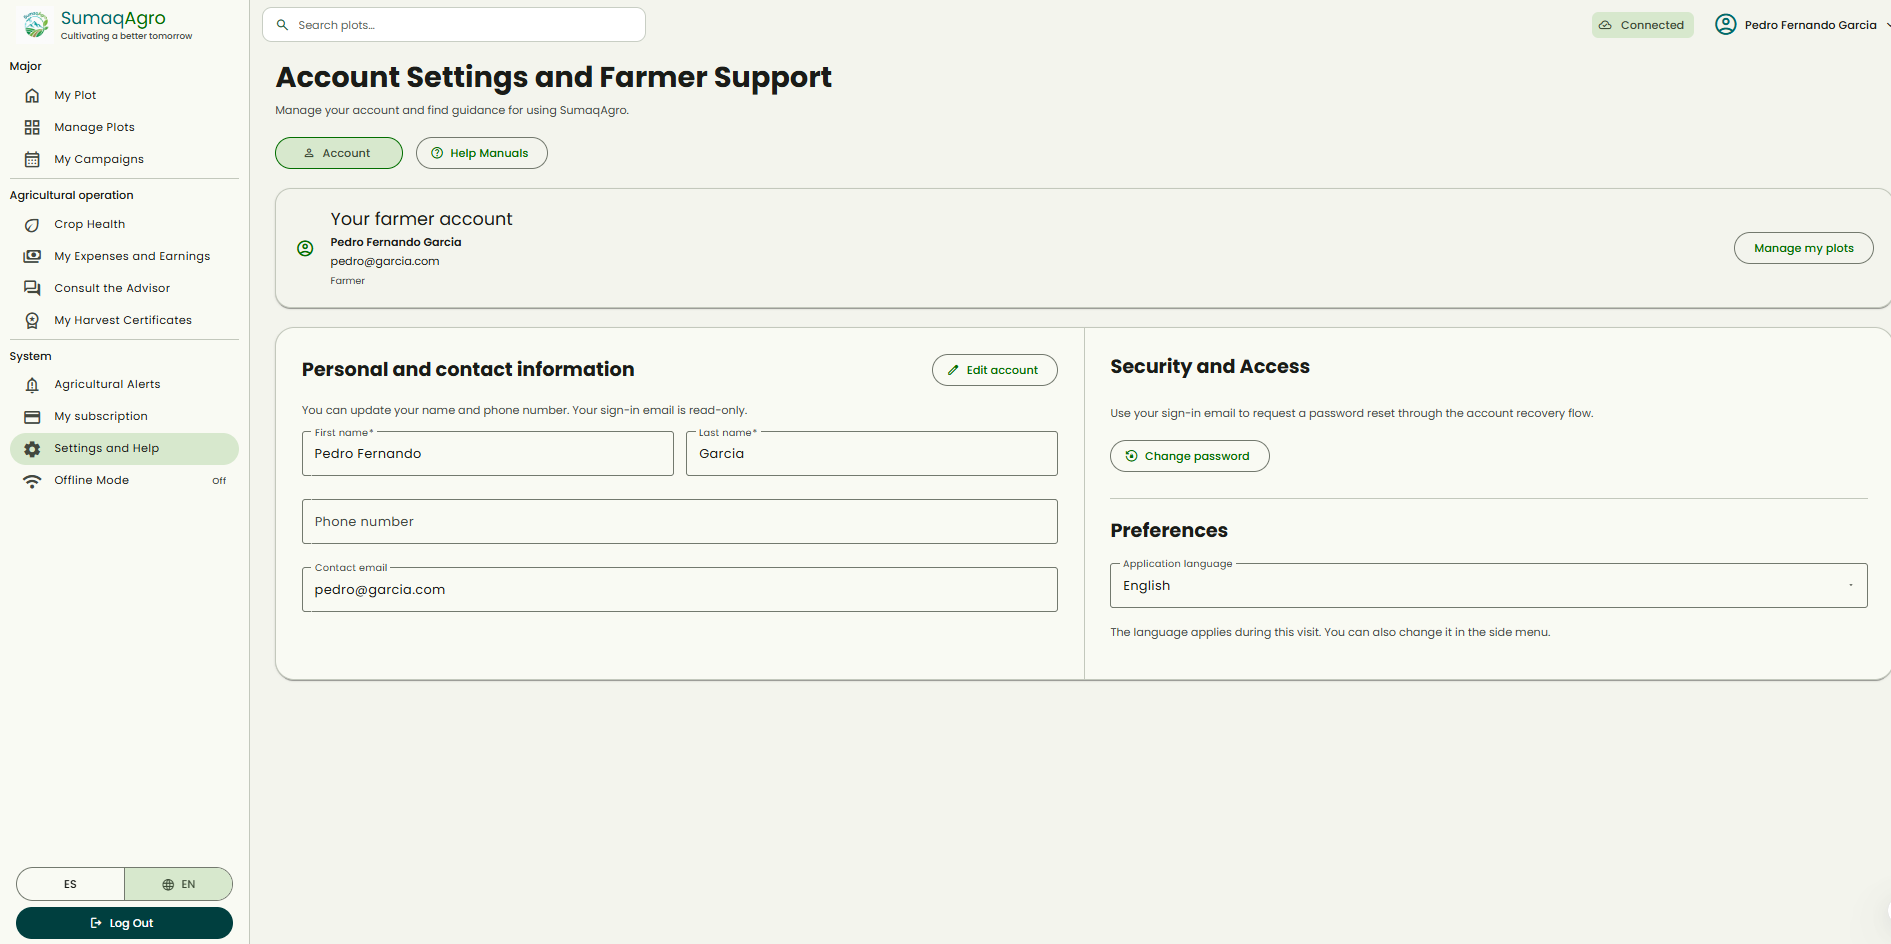 SumaqAgro
Cultivating a better tomorrow
Major
My Plot
Manage Plots
My Campaigns
Agricultural operation
Crop Health
My Expenses and Earnings
Consult the Advisor
My Harvest Certificates
System
Agricultural Alerts
My subscription
Settings and Help
Offline Mode Off
ES EN
Log Out
Search plots...
Connected
Pedro Fernando Garcia
Account Settings and Farmer Support
Manage your account and find guidance for using SumaqAgro.
Account
Help Manuals
Your farmer account
Pedro Fernando Garcia
pedro@garcia.com
Farmer
Manage my plots
Personal and contact information
Edit account
You can update your name and phone number. Your sign-in email is read-only.
First name*
Pedro Fernando
Last name*
Garcia
Phone number
Contact email
pedro@garcia.com
Security and Access
Use your sign-in email to request a password reset through the account recovery flow.
Change password
Preferences
Application language
English
The language applies during this visit. You can also change it in the side menu.